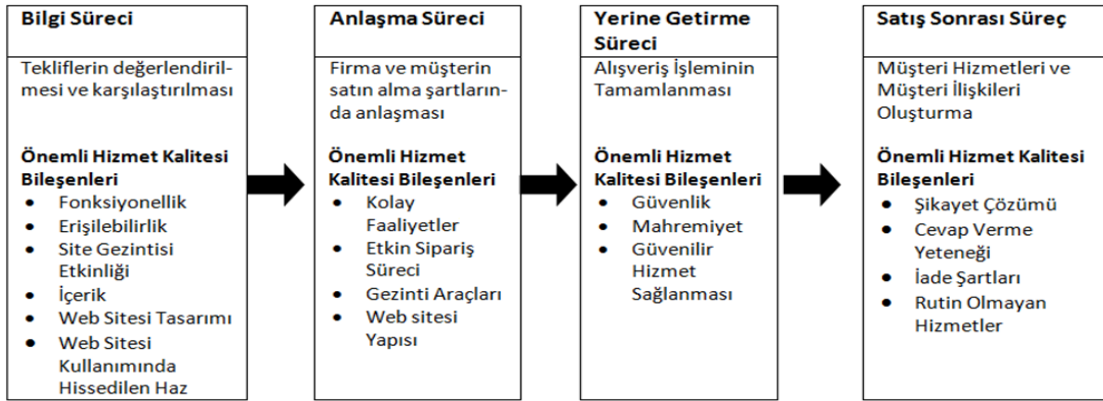 Bilgi Süreci
Tekliflerin değerlendiril-
mesi ve karşılaştırılması
Önemli Hizmet Kalitesi
Bileşenleri
• Fonksiyonellik
• Erişilebilirlik
• Site Gezintisi
Etkinliği
• İçerik
• Web Sitesi Tasarımı
• Web Sitesi
Kullanımında
Hissedilen Haz
Anlaşma Süreci
Firma ve müşterin
satın alma şartların-
da anlaşması
Önemli Hizmet
Kalitesi Bileşenleri
• Kolay
Faaliyetler
• Etkin Sipariş
Süreci
• Gezinti Araçları
• Web sitesi
Yapısı
Yerine Getirme
Süreci
Alışveriş İşleminin
Tamamlanması
Önemli Hizmet
Kalitesi Bileşenleri
• Güvenlik
• Mahremiyet
• Güvenilir
Hizmet
Sağlanması
Satış Sonrası Süreç
Müşteri Hizmetleri ve
Müşteri İlişkileri
Oluşturma
Önemli Hizmet Kalitesi
Bileşenleri
• Şikayet Çözümü
• Cevap Verme
Yeteneği
• İade Şartları
• Rutin Olmayan
Hizmetler